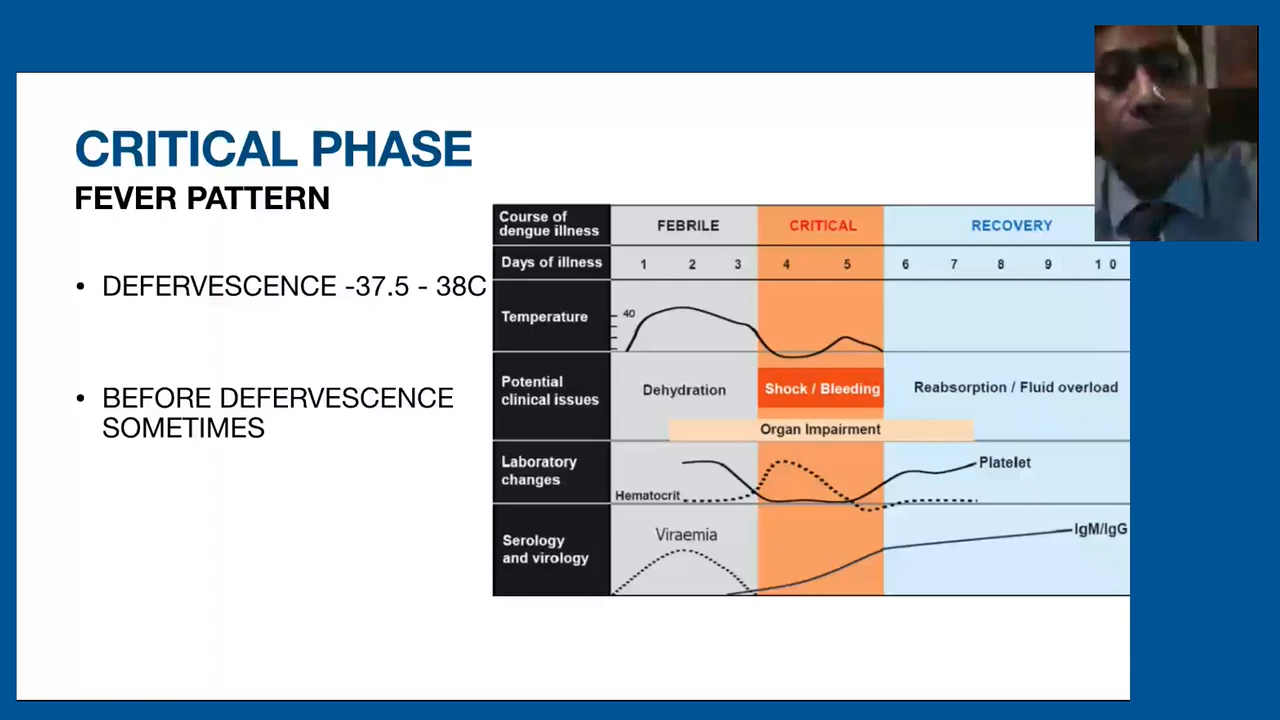 CRITICAL PHASE
FEVER PATTERN
• DEFERVESCENCE -37.5 - 38C
• BEFORE DEFERVESCENCE
SOMETIMES
Course of
dengue illness
FEBRILE
CRITICAL
RECOVERY
Days of illness
1 2 3 4 5 6 7 8 9 1 0
Temperature
40
Potential
clinical issues
Dehydration
Shock / Bleeding
Reabsorption / Fluid overload
Organ Impairment
Laboratory
changes
Platelet
Hematocrit
Serology
and virology
Viraemia
IgM/IgG